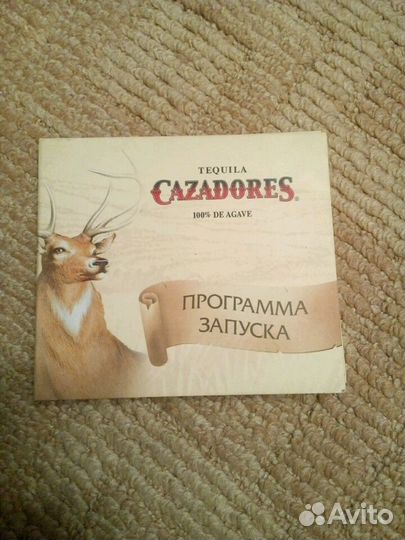 TEQUILA
CAZADORES®
100% DE AGAVE
ПРОГРАММА
ЗАПУСКА
Avito